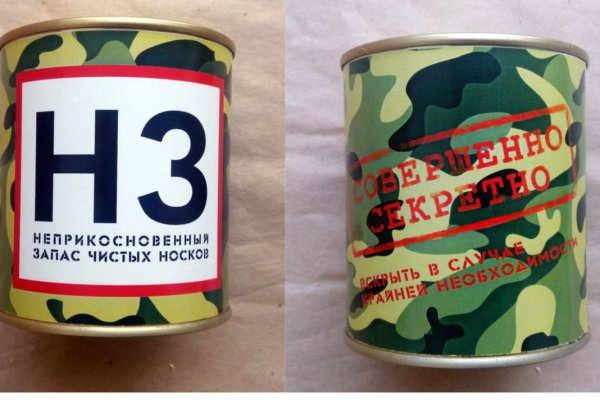 НЗ
НЕПРИКОСНОВЕННЫЙ
ЗАПАС ЧИСТЫХ НОСКОВ
СОВЕРШЕННО
СЕКРЕТНО
ВСКРЫТЬ В СЛУЧАЕ
КРАЙНЕЙ НЕОБХОДИМОСТИ